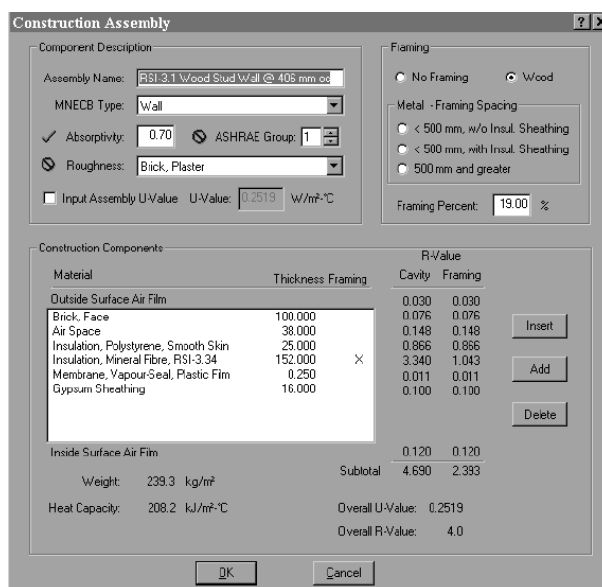 Construction Assembly
Component Description
Assembly Name: RSI-3.1 Wood Stud Wall @ 406 mm oc
MNECB Type: Wall
Absorptivity: 0.70 ASHRAE Group: 1
Roughness: Brick, Plaster
Input Assembly U-Value U-Value: 0.2519 W/m²·°C
Framing
No Framing Wood
Metal - Framing Spacing
< 500 mm, w/o Insul. Sheathing
< 500 mm, with Insul. Sheathing
500 mm and greater
Framing Percent: 19.00 %
Construction Components
R-Value
Material Thickness Framing Cavity Framing
Outside Surface Air Film 0.030 0.030
Brick, Face 100.000 0.076 0.076
Air Space 38.000 0.148 0.148
Insulation, Polystyrene, Smooth Skin 25.000 0.866 0.866
Insulation, Mineral Fibre, RSI-3.34 152.000 X 3.340 1.043
Membrane, Vapour-Seal, Plastic Film 0.250 0.011 0.011
Gypsum Sheathing 16.000 0.100 0.100
Insert
Add
Delete
Inside Surface Air Film 0.120 0.120
Subtotal 4.690 2.393
Weight: 239.3 kg/m²
Heat Capacity: 208.2 kJ/m²·°C
Overall U-Value: 0.2519
Overall R-Value: 4.0
OK Cancel